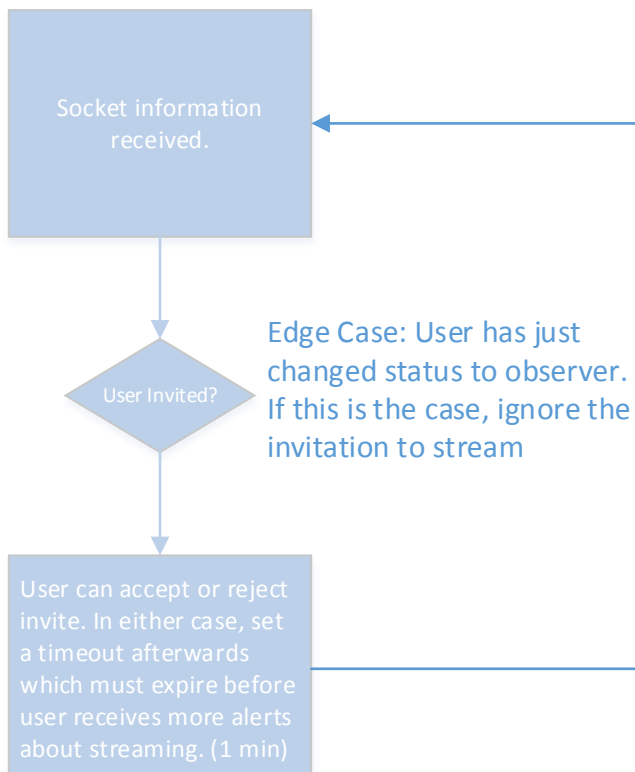 Socket information
received.
User Invited?
Edge Case: User has just
changed status to observer.
If this is the case, ignore the
invitation to stream
User can accept or reject
invite. In either case, set
a timeout afterwards
which must expire before
user receives more alerts
about streaming. (1 min)